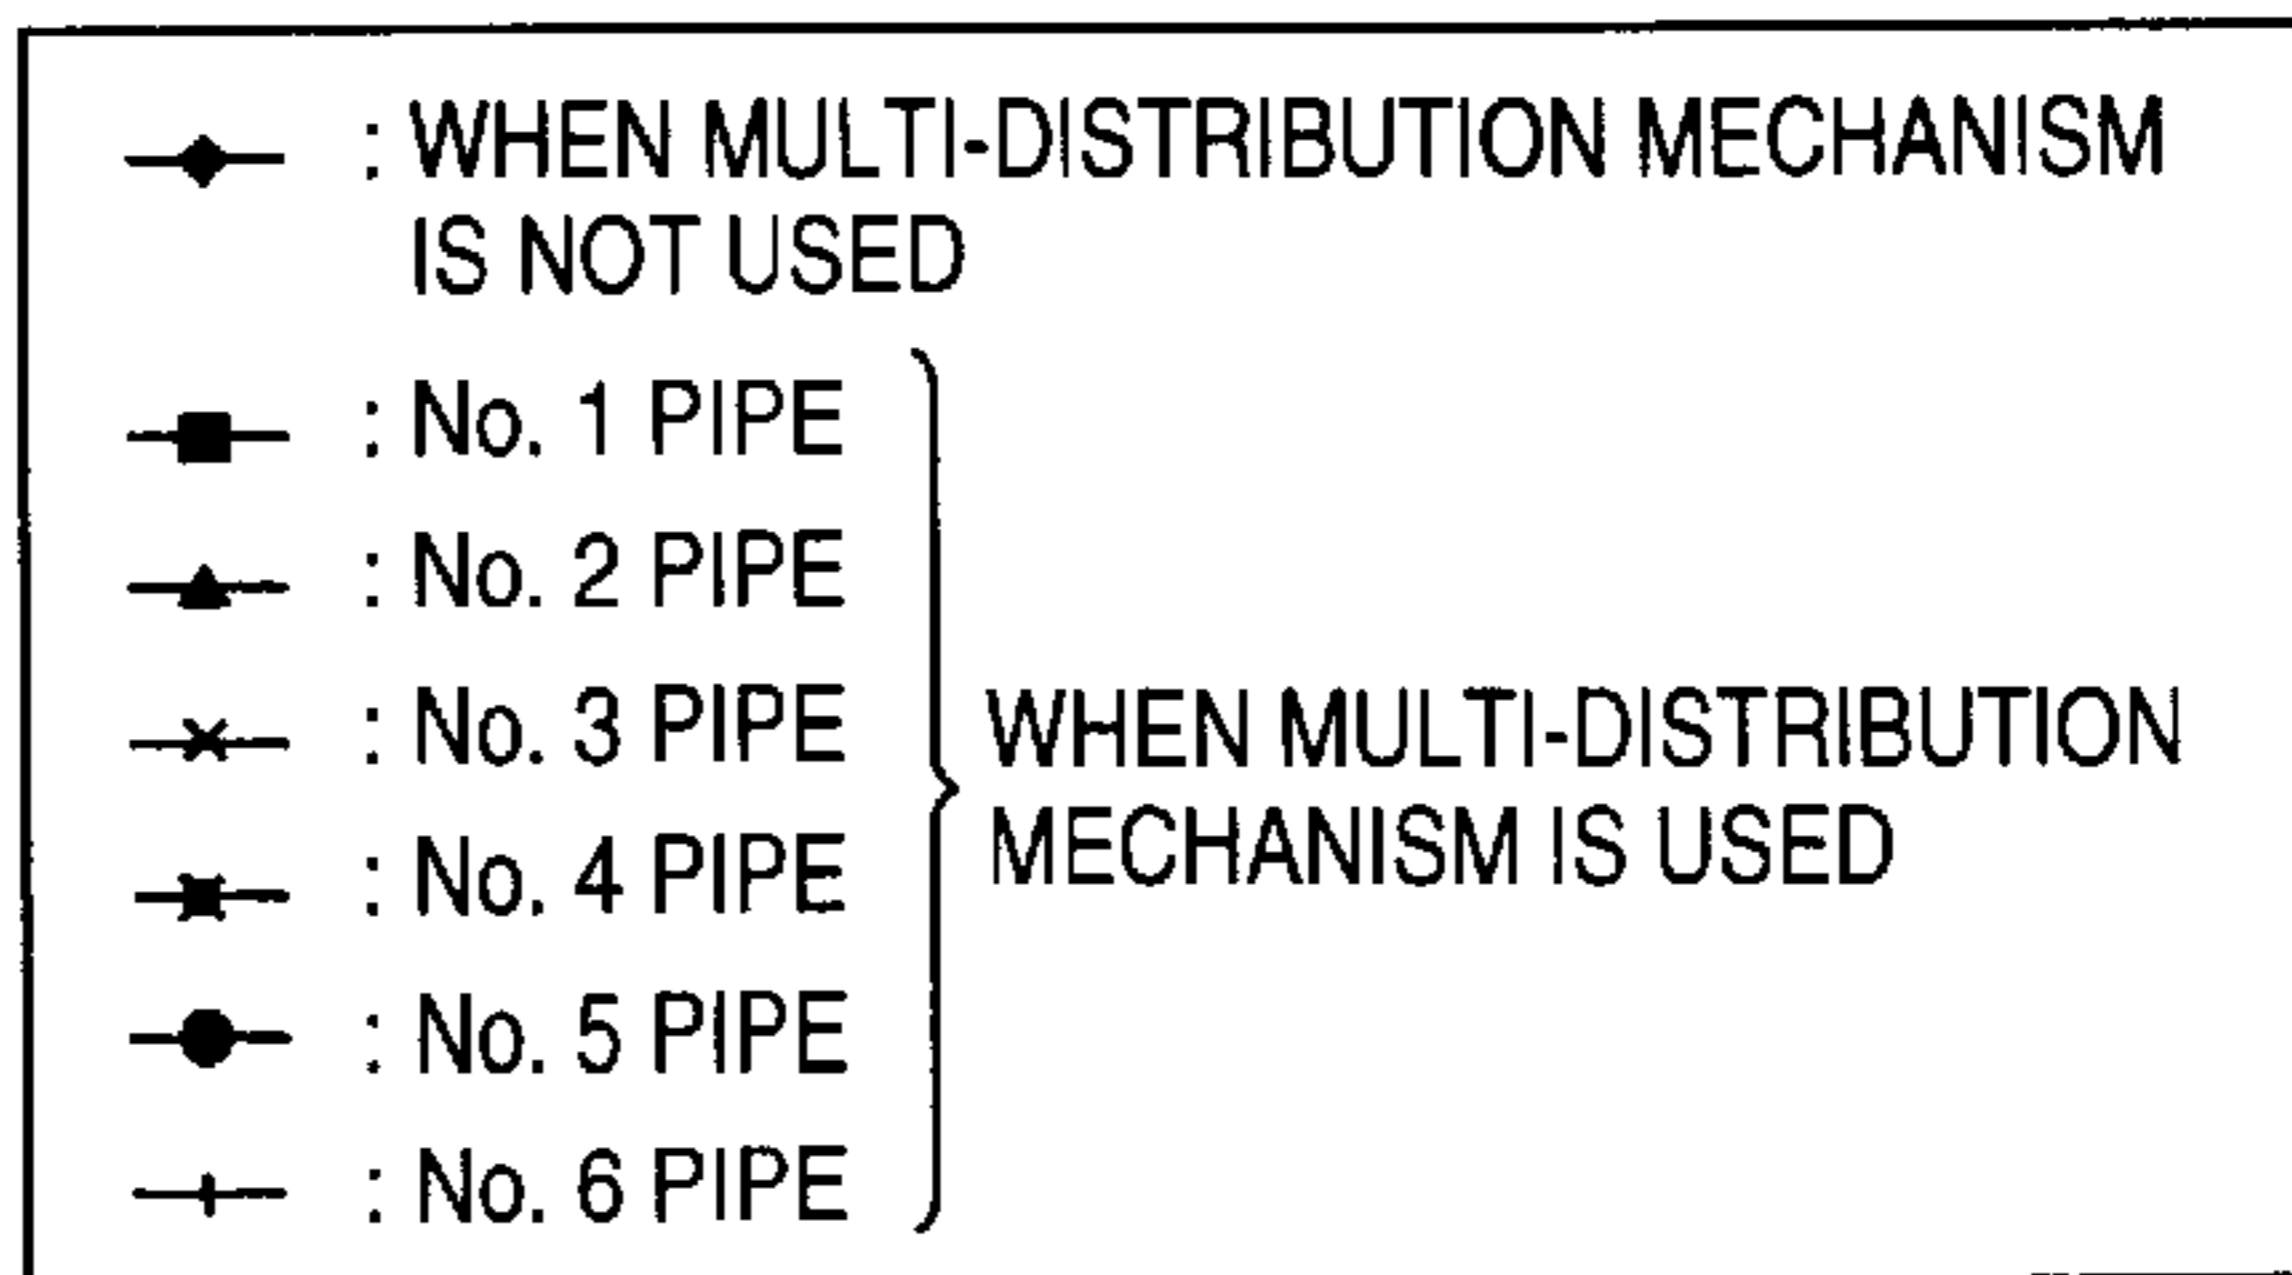 : WHEN MULTI-DISTRIBUTION MECHANISM
IS NOT USED
: No. 1 PIPE
: No. 2 PIPE
: No. 3 PIPE
: No. 4 PIPE
: No. 5 PIPE
: No. 6 PIPE
WHEN MULTI-DISTRIBUTION
MECHANISM IS USED